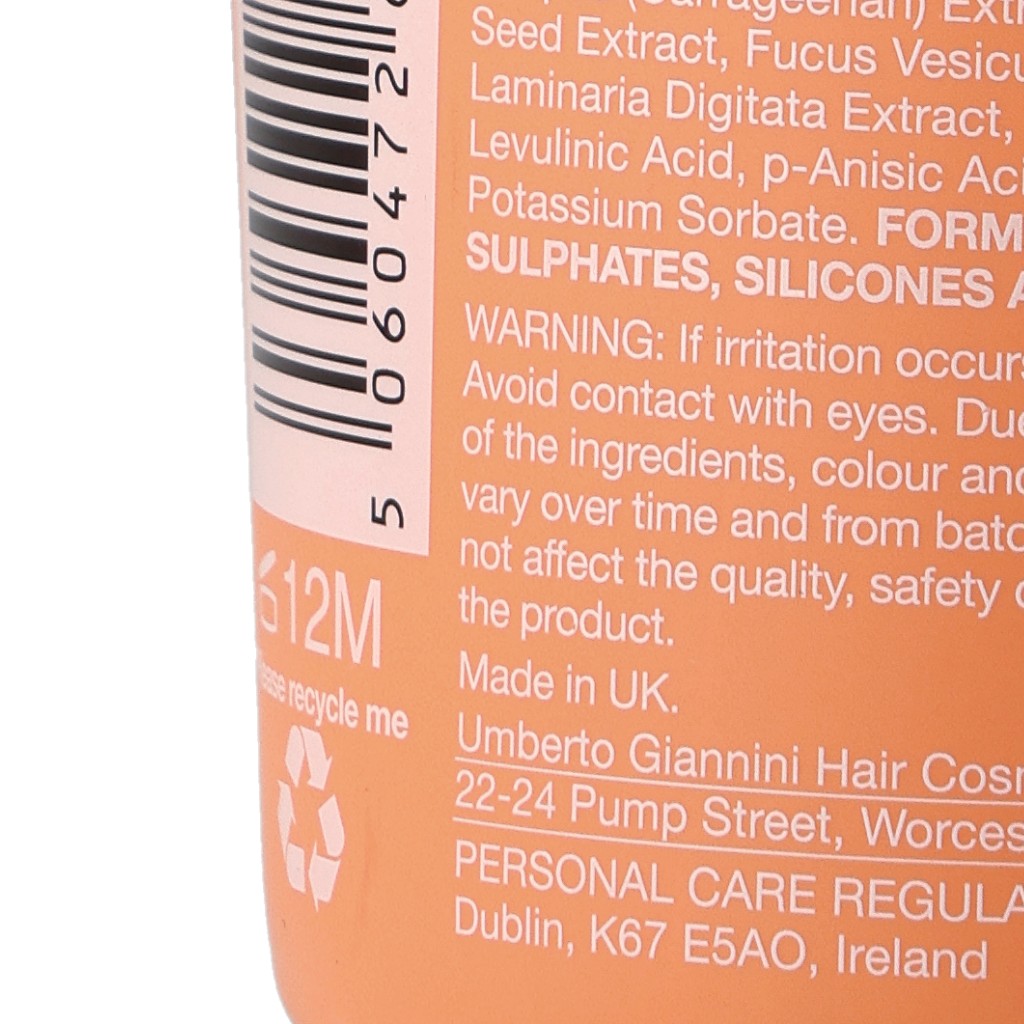 5 060472
12M
recycle me
(Carrageenan)
Seed Extract, Fucus
Laminaria Digitata Extract,
Levulinic Acid, p-Anisic
Potassium Sorbate. FORM
SULPHATES, SILICONES
WARNING: If irritation occurs
Avoid contact with eyes. Due
of the ingredients, colour and
vary over time and from batc
not affect the quality, safety
the product.
Made in UK.
Umberto Giannini Hair Cosm
22-24 Pump Street, Worces
PERSONAL CARE REGULA
Dublin, K67 E5AO, Ireland